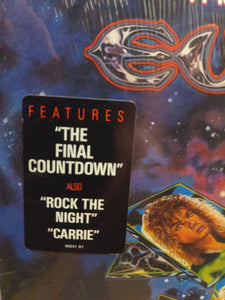 FEATURES
"THE
FINAL
COUNTDOWN"
ALSO
"ROCK THE
NIGHT"
"CARRIE"